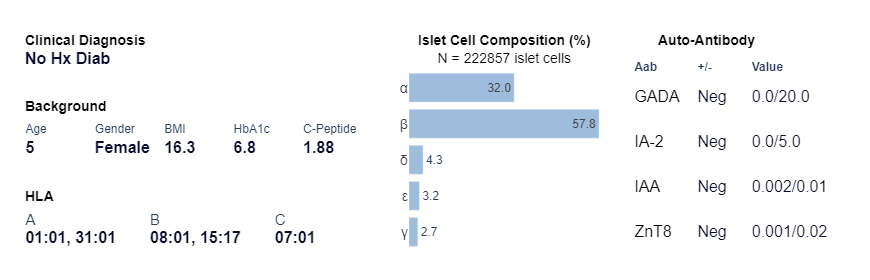 Clinical Diagnosis
No Hx Diab
Background
Age Gender BMI HbA1c C-Peptide
5 Female 16.3 6.8 1.88
HLA
A B C
01:01, 31:01 08:01, 15:17 07:01
Islet Cell Composition (%)
N = 222857 islet cells
α 32.0
β 57.8
δ 4.3
ε 3.2
γ 2.7
Auto-Antibody
Aab +/- Value
GADA Neg 0.0/20.0
IA-2 Neg 0.0/5.0
IAA Neg 0.002/0.01
ZnT8 Neg 0.001/0.02